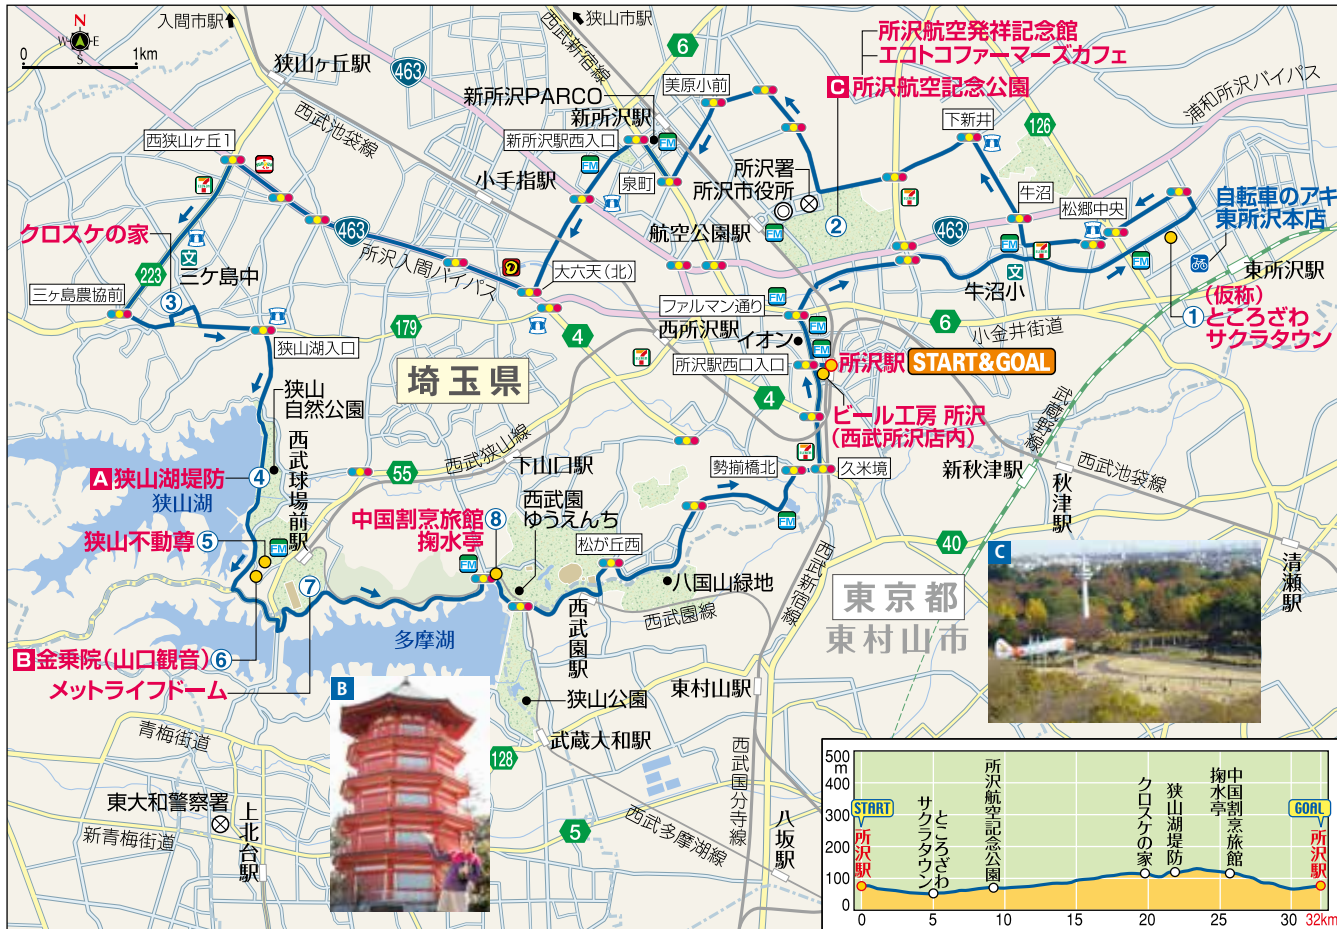 入間市駅
狭山市駅
N
W
E
S
0
1km
狭山ヶ丘駅
463
西武新宿線
6
美原小前
所沢航空発祥記念館
エコトコファーマーズカフェ
C 所沢航空記念公園
浦和所沢バイパス
新所沢PARCO
新所沢駅
西狭山ヶ丘1
西武池袋線
新所沢駅西入口
FM
FM
下新井
126
小手指駅
泉町
所沢署
所沢市役所
2
牛沼
松郷中央
自転車のアキ
東所沢本店
クロスケの家
463
航空公園駅
FM
463
FM
FM
223
文
三ケ島中
所沢入間バイパス
大六天(北)
文
牛沼小
東所沢駅
三ヶ島農協前
3
ファルマン通り
FM
(仮称)
1 ところざわ
サクラタウン
狭山湖入口
179
4
西所沢駅
イオン
FM
6
小金井街道
FM
所沢駅西口入口
所沢駅
START&GOAL
埼玉県
狭山
自然公園
4
ビール工房 所沢
(西武所沢店内)
武蔵野線
西武球場前駅
西武狭山線
55
下山口駅
勢揃橋北
久米境
新秋津駅
秋津駅
西武池袋線
A 狭山湖堤防 4
狭山湖
中国割烹旅館
掬水亭
8
西武園
ゆうえんち
FM
狭山不動尊 5
FM
FM
松が丘西
40
C
清瀬駅
7
八国山緑地
西武新宿線
東京都
東村山市
西武園駅
西武園線
多摩湖
B 金乗院(山口観音) 6
メットライフドーム
B
狭山公園
東村山駅
青梅街道
武蔵大和駅
128
西武国分寺線
東大和警察署
新青梅街道
上北台駅
5
西武多摩湖線
八坂駅
500
m
400
300
200
100
0
START
所沢駅
ところざわ
サクラタウン
所沢航空記念公園
クロスケの家
狭山湖堤防
中国割烹旅館
掬水亭
GOAL
所沢駅
0
5
10
15
20
25
30
32km